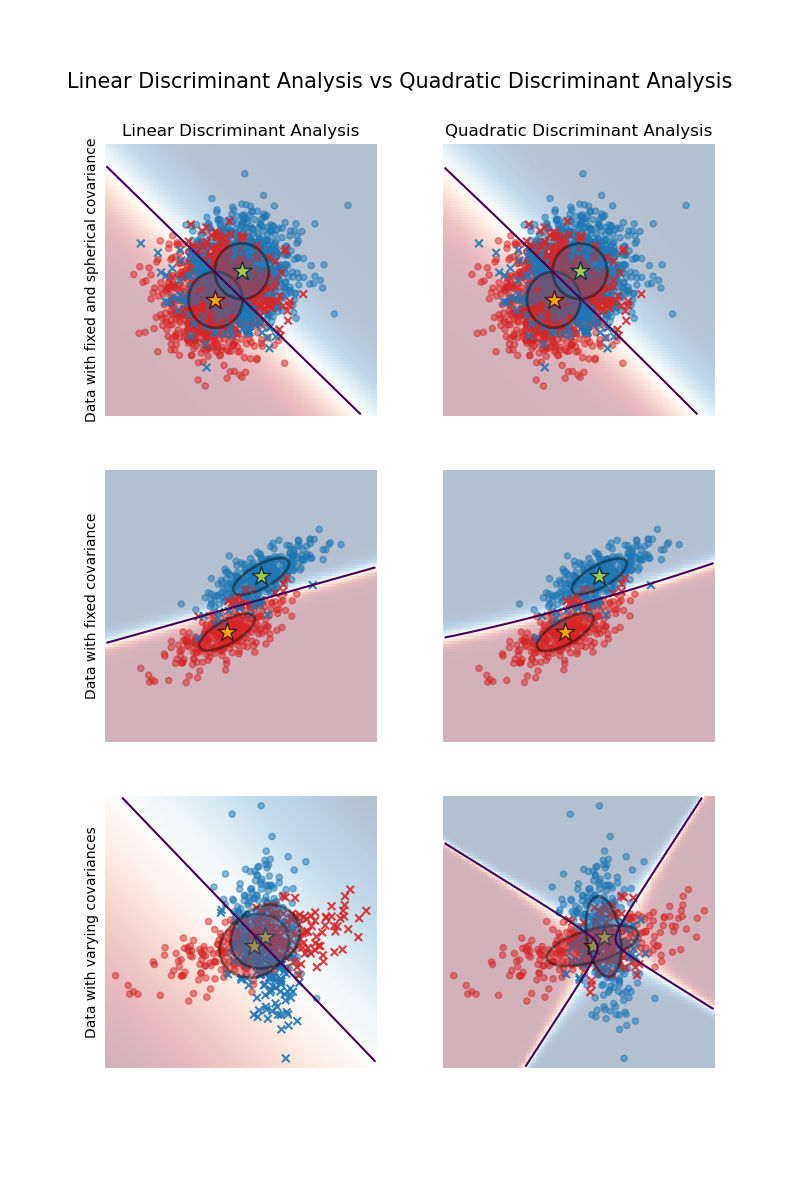 Linear Discriminant Analysis vs Quadratic Discriminant Analysis
Linear Discriminant Analysis
Quadratic Discriminant Analysis
Data with fixed and spherical covariance
Data with fixed covariance
Data with varying covariances